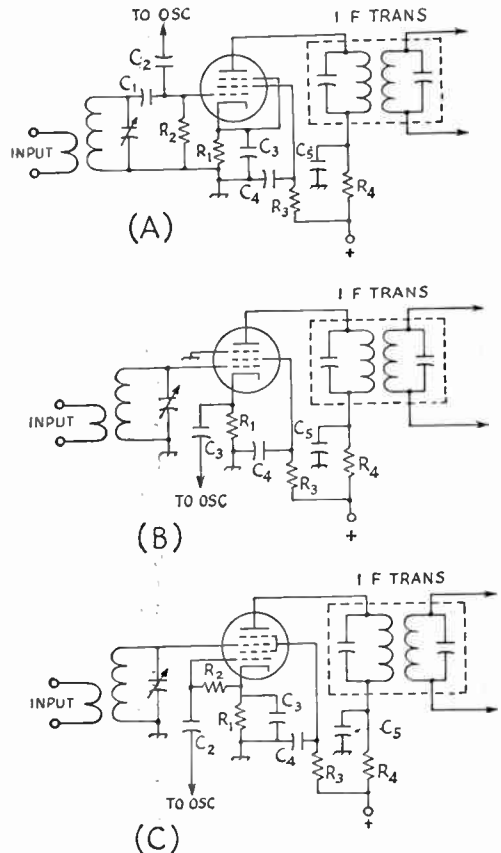 TO OSC
I F TRANS
C2
C1
R2
INPUT
R1
C3
C5
C4
R3
R4
+
(A)
I F TRANS
INPUT
R1
C3
C4
C5
R3
R4
TO OSC
+
(B)
I F TRANS
INPUT
R2
C3
R1
C2
C4
C5
R3
R4
TO OSC
+
(C)